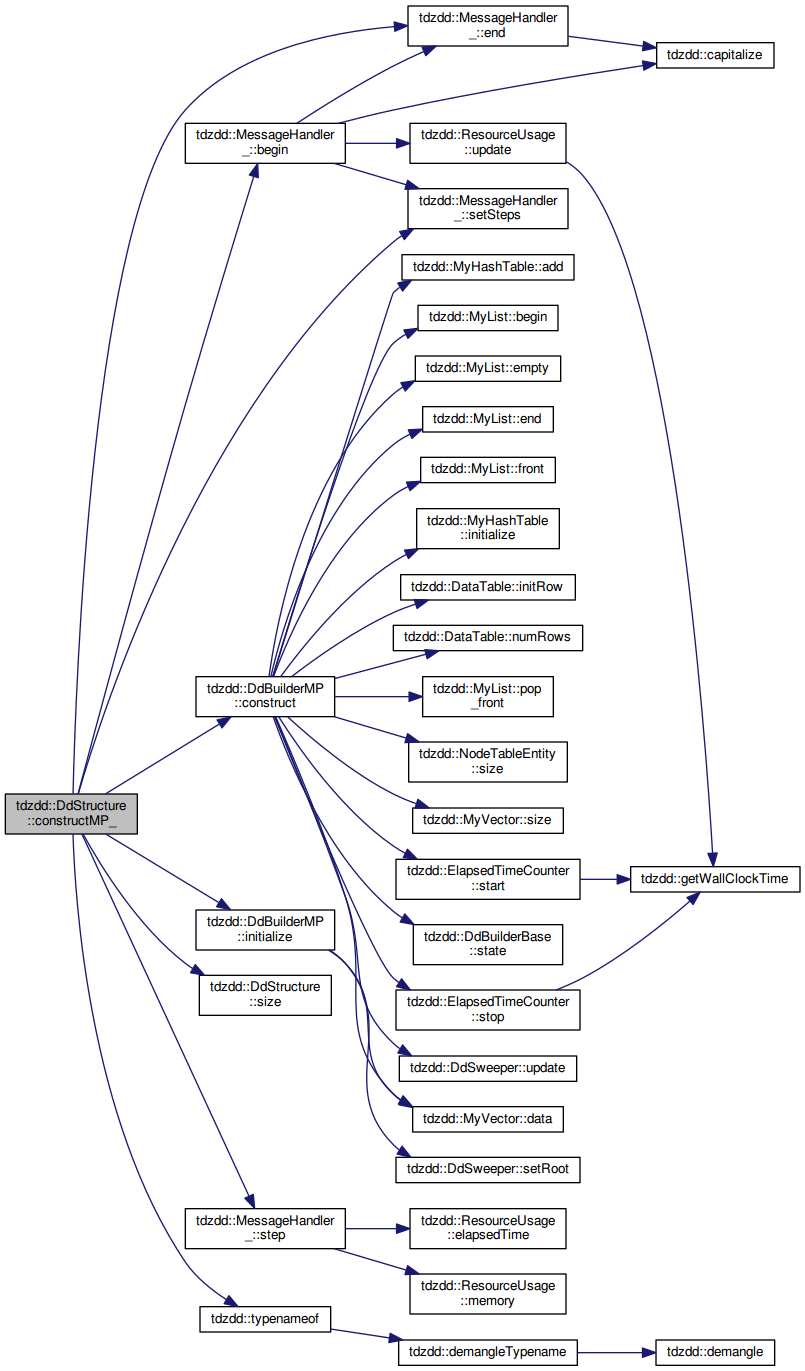 tdzdd::MessageHandler
_::end
tdzdd::capitalize
tdzdd::MessageHandler
_::begin
tdzdd::ResourceUsage
::update
tdzdd::MessageHandler
_::setSteps
tdzdd::MyHashTable::add
tdzdd::MyList::begin
tdzdd::MyList::empty
tdzdd::MyList::end
tdzdd::MyList::front
tdzdd::MyHashTable
::initialize
tdzdd::DataTable::initRow
tdzdd::DataTable::numRows
tdzdd::DdBuilderMP
::construct
tdzdd::MyList::pop
_front
tdzdd::NodeTableEntity
::size
tdzdd::DdStructure
::constructMP_
tdzdd::MyVector::size
tdzdd::ElapsedTimeCounter
::start
tdzdd::getWallClockTime
tdzdd::DdBuilderMP
::initialize
tdzdd::DdBuilderBase
::state
tdzdd::DdStructure
::size
tdzdd::ElapsedTimeCounter
::stop
tdzdd::DdSweeper::update
tdzdd::MyVector::data
tdzdd::DdSweeper::setRoot
tdzdd::MessageHandler
_::step
tdzdd::ResourceUsage
::elapsedTime
tdzdd::ResourceUsage
::memory
tdzdd::typenameof
tdzdd::demangleTypename
tdzdd::demangle